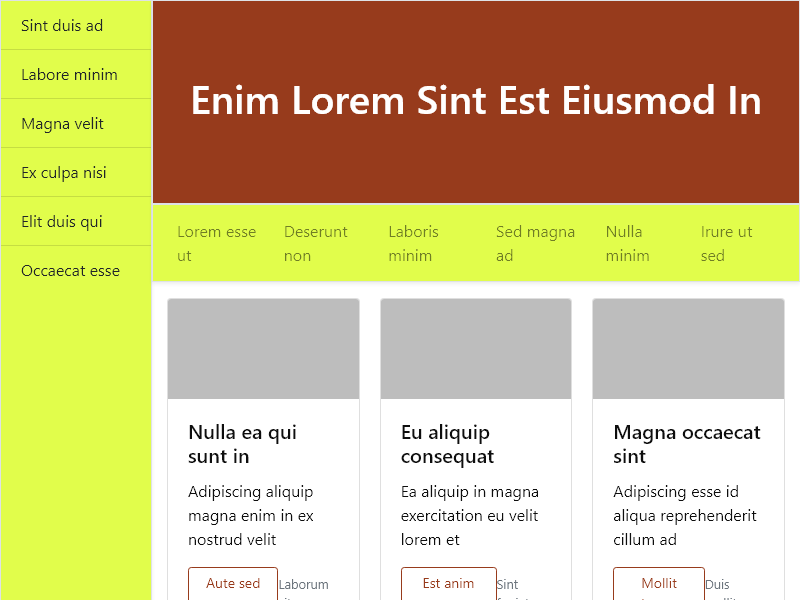 Sint duis ad
Labore minim
Magna velit
Ex culpa nisi
Elit duis qui
Occaecat esse
Enim Lorem Sint Est Eiusmod In
Lorem esse
ut
Deserunt
non
Laboris
minim
Sed magna
ad
Nulla
minim
Irure ut
sed
Nulla ea qui
sunt in
Adipiscing aliquip
magna enim in ex
nostrud velit
Aute sed
Laborum
Eu aliquip
consequat
Ea aliquip in magna
exercitation eu velit
lorem et
Est anim
Sint
Magna occaecat
sint
Adipiscing esse id
aliqua reprehenderit
cillum ad
Mollit
Duis